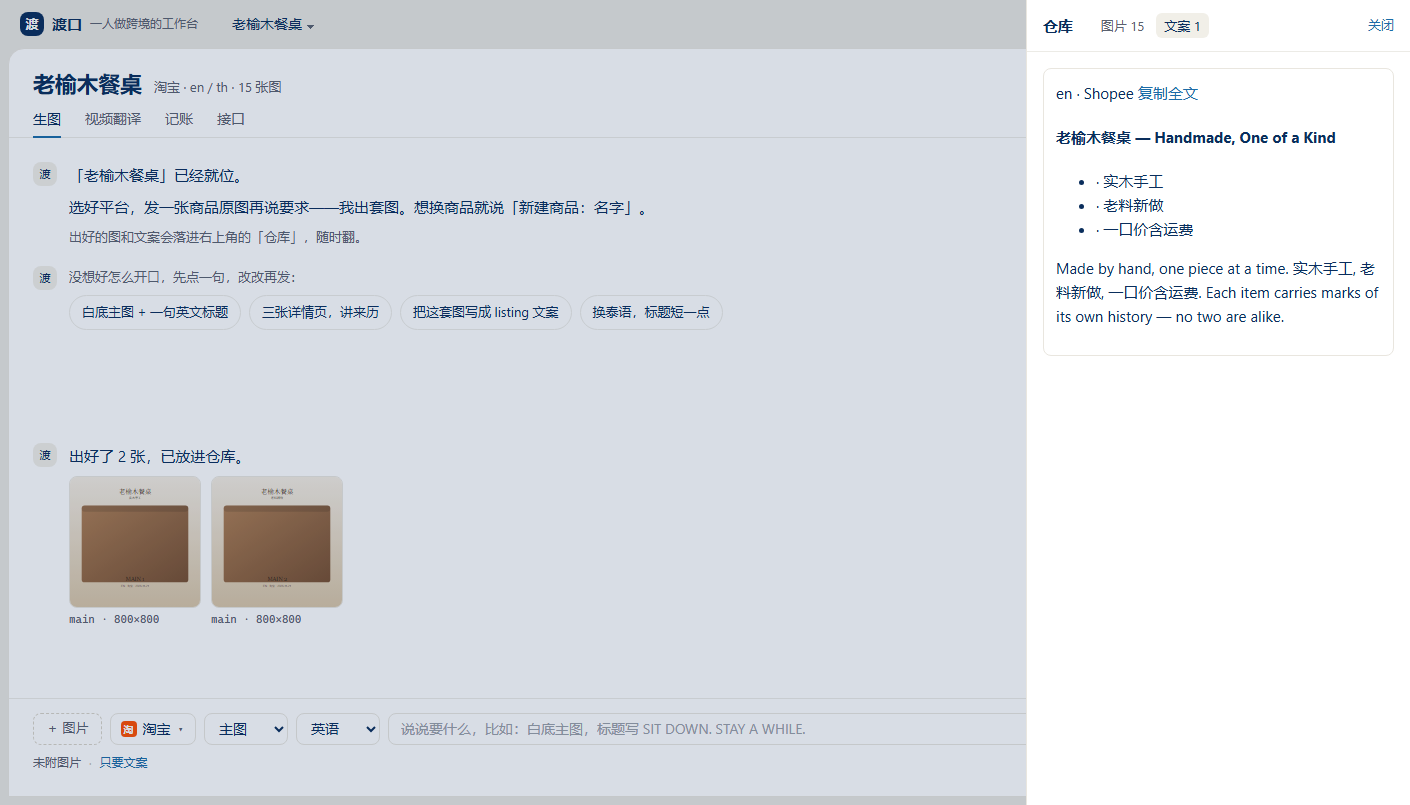 渡 渡口 一人做跨境的工作台 老榆木餐桌
老榆木餐桌 淘宝 · en / th · 15 张图
生图 视频翻译 记账 接口
渡 「老榆木餐桌」已经就位。
选好平台，发一张商品原图再说要求——我出套图。想换商品就说「新建商品：名字」。
出好的图和文案会落进右上角的「仓库」，随时翻。
渡 没想好怎么开口，先点一句，改改再发：
白底主图 + 一句英文标题 三张详情页，讲来历 把这套图写成 listing 文案 换泰语，标题短一点
渡 出好了 2 张，已放进仓库。
老榆木餐桌 老榆木餐桌
MAIN 1 MAIN 2
main · 800×800 main · 800×800
+ 图片 淘 淘宝 主图 英语 说说要什么，比如：白底主图，标题写 SIT DOWN. STAY A WHILE.
未附图片 · 只要文案
仓库 图片 15 文案 1 关闭
en · Shopee 复制全文
老榆木餐桌 — Handmade, One of a Kind
• · 实木手工
• · 老料新做
• · 一口价含运费
Made by hand, one piece at a time. 实木手工, 老
料新做, 一口价含运费. Each item carries marks of
its own history — no two are alike.